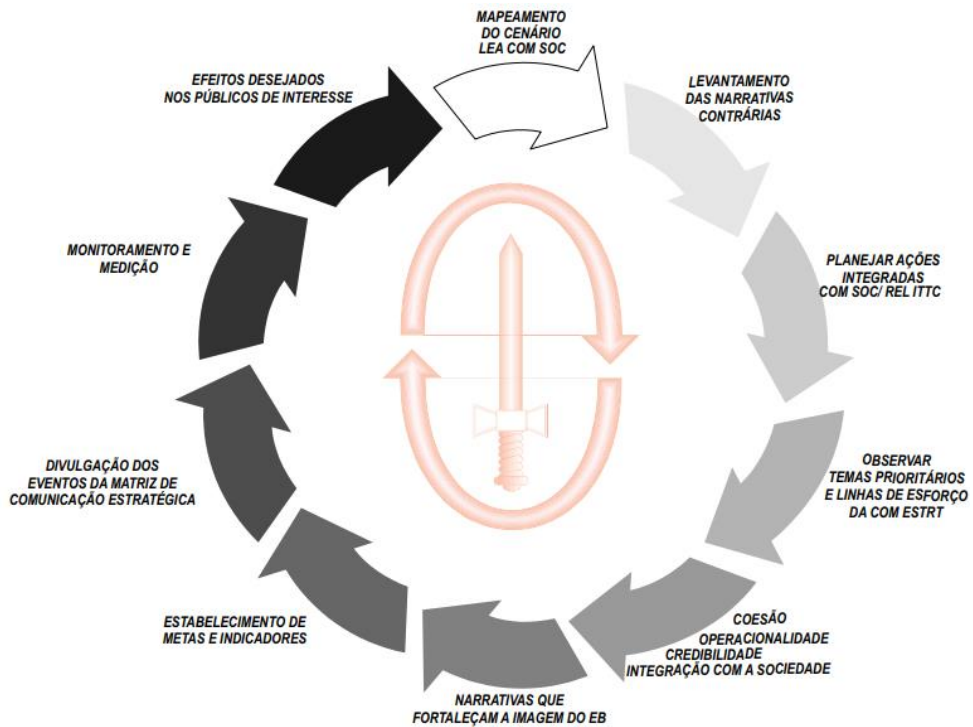 MAPEAMENTO
DO CENÁRIO
LEA COM SOC
LEVANTAMENTO
DAS NARRATIVAS
CONTRÁRIAS
PLANEJAR AÇÕES
INTEGRADAS
COM SOC/ REL ITTC
OBSERVAR
TEMAS PRIORITÁRIOS
E LINHAS DE ESFORÇO
DA COM ESTRT
COESÃO
OPERACIONALIDADE
CREDIBILIDADE
INTEGRAÇÃO COM A SOCIEDADE
NARRATIVAS QUE
FORTALEÇAM A IMAGEM DO EB
ESTABELECIMENTO DE
METAS E INDICADORES
DIVULGAÇÃO DOS
EVENTOS DA MATRIZ DE
COMUNICAÇÃO ESTRATÉGICA
MONITORAMENTO E
MEDIÇÃO
EFEITOS DESEJADOS
NOS PÚBLICOS DE INTERESSE